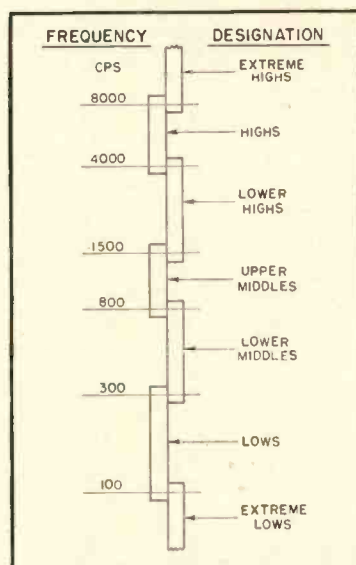 FREQUENCY DESIGNATION
CPS
EXTREME
HIGHS
8000
HIGHS
4000
LOWER
HIGHS
1500
UPPER
MIDDLES
800
LOWER
MIDDLES
300
LOWS
100
EXTREME
LOWS